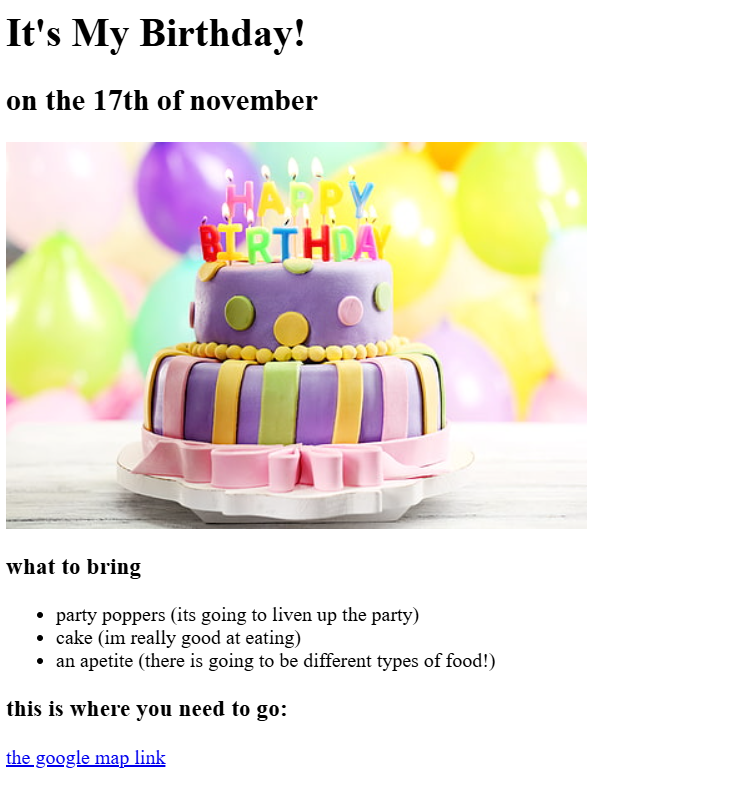 It's My Birthday!
on the 17th of november
HAPPY
BIRTHDAY
what to bring
party poppers (its going to liven up the party)
cake (im really good at eating)
an apetite (there is going to be different types of food!)
this is where you need to go:
the google map link